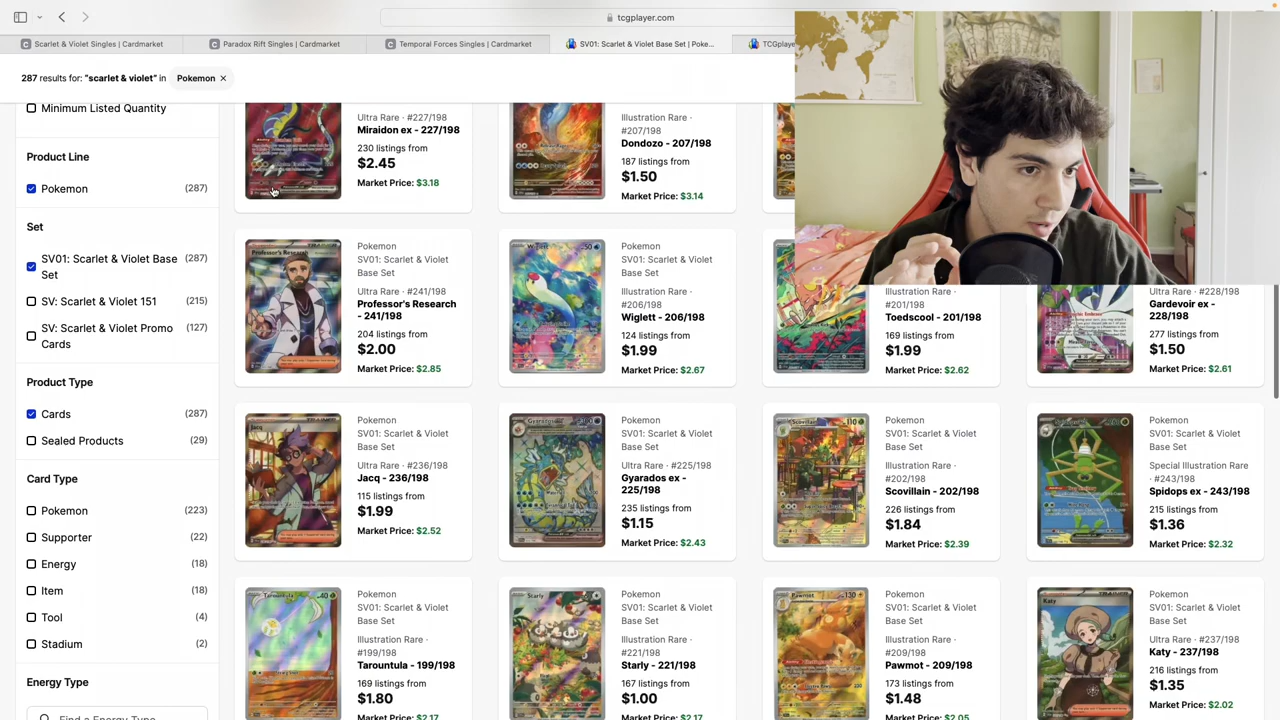 tcgplayer.com
Scarlet & Violet Singles | Cardmarket
Paradox Rift Singles | Cardmarket
Temporal Forces Singles | Cardmarket
SV01: Scarlet & Violet Base Set | Poke...
TCGplaye
287 results for: "scarlet & violet" in Pokemon ×
Minimum Listed Quantity
Product Line
Pokemon (287)
Set
SV01: Scarlet & Violet Base Set (287)
SV: Scarlet & Violet 151 (215)
SV: Scarlet & Violet Promo Cards (127)
Product Type
Cards (287)
Sealed Products (29)
Card Type
Pokemon (223)
Supporter (22)
Energy (18)
Item (18)
Tool (4)
Stadium (2)
Energy Type
Find a Energy Type
Ultra Rare · #227/198
Miraidon ex - 227/198
230 listings from
$2.45
Market Price: $3.18
Illustration Rare ·
#207/198
Dondozo - 207/198
187 listings from
$1.50
Market Price: $3.14
Pokemon
SV01: Scarlet & Violet
Base Set
Ultra Rare · #241/198
Professor's Research
- 241/198
204 listings from
$2.00
Market Price: $2.85
Pokemon
SV01: Scarlet & Violet
Base Set
Illustration Rare ·
#206/198
Wiglett - 206/198
124 listings from
$1.99
Market Price: $2.67
Illustration Rare ·
#201/198
Toedscool - 201/198
169 listings from
$1.99
Market Price: $2.62
Ultra Rare · #228/198
Gardevoir ex -
228/198
277 listings from
$1.50
Market Price: $2.61
Pokemon
SV01: Scarlet & Violet
Base Set
Ultra Rare · #236/198
Jacq - 236/198
115 listings from
$1.99
Market Price: $2.52
Pokemon
SV01: Scarlet & Violet
Base Set
Ultra Rare · #225/198
Gyarados ex -
225/198
235 listings from
$1.15
Market Price: $2.43
Pokemon
SV01: Scarlet & Violet
Base Set
Illustration Rare ·
#202/198
Scovillain - 202/198
226 listings from
$1.84
Market Price: $2.39
Pokemon
SV01: Scarlet & Violet
Base Set
Special Illustration Rare
· #243/198
Spidops ex - 243/198
215 listings from
$1.36
Market Price: $2.32
Pokemon
SV01: Scarlet & Violet
Base Set
Illustration Rare ·
#199/198
Tarountula - 199/198
169 listings from
$1.80
Market Price: $2.17
Pokemon
SV01: Scarlet & Violet
Base Set
Illustration Rare ·
#221/198
Starly - 221/198
167 listings from
$1.00
Market Price: $2.17
Pokemon
SV01: Scarlet & Violet
Base Set
Illustration Rare ·
#209/198
Pawmot - 209/198
173 listings from
$1.48
Market Price: $2.05
Pokemon
SV01: Scarlet & Violet
Base Set
Ultra Rare · #237/198
Katy - 237/198
216 listings from
$1.35
Market Price: $2.02